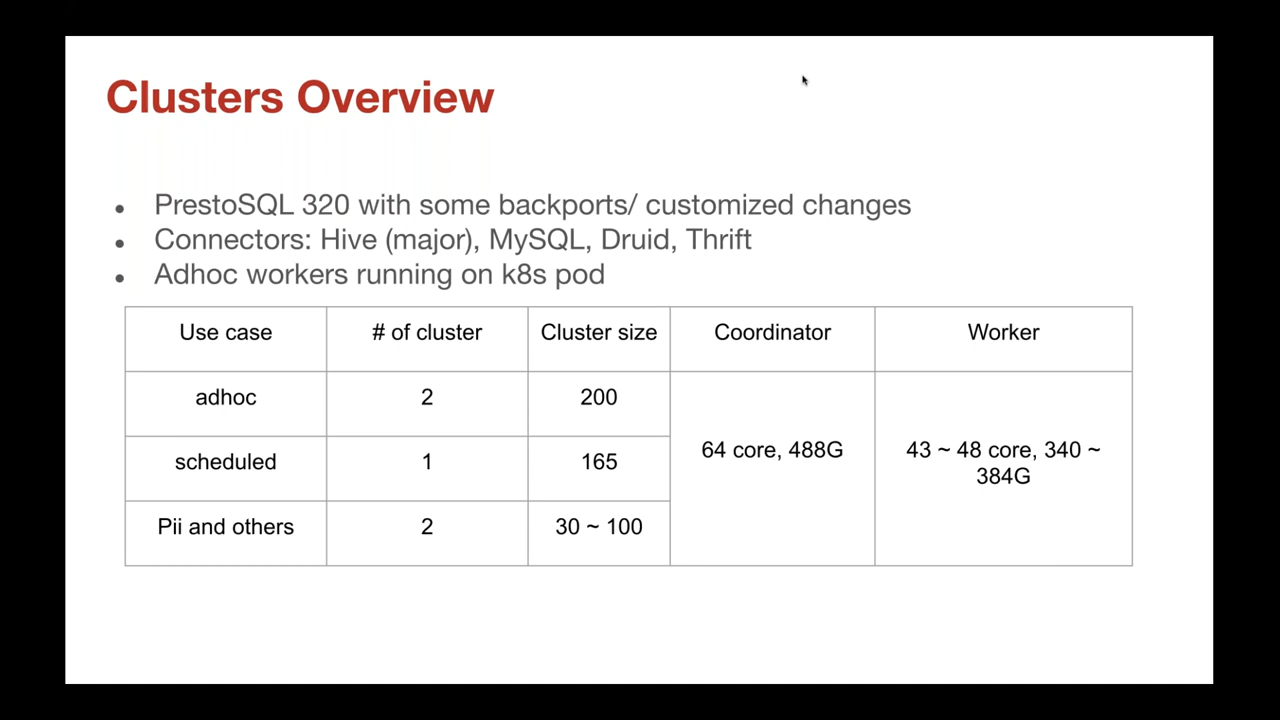 Clusters Overview
● PrestoSQL 320 with some backports/ customized changes
● Connectors: Hive (major), MySQL, Druid, Thrift
● Adhoc workers running on k8s pod
Use case # of cluster Cluster size Coordinator Worker
adhoc 2 200
64 core, 488G 43 ~ 48 core, 340 ~
384G
scheduled 1 165
Pii and others 2 30 ~ 100